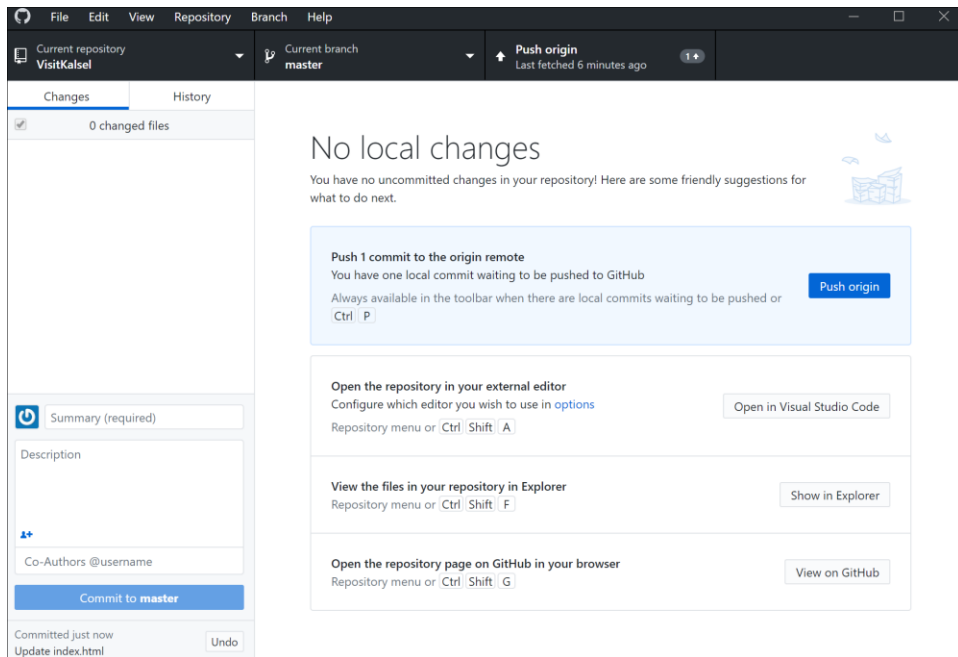 File Edit View Repository Branch Help
Current repository
VisitKalsel
Current branch
master
Push origin
Last fetched 6 minutes ago
1
Changes History
0 changed files
No local changes
You have no uncommitted changes in your repository! Here are some friendly suggestions for
what to do next.
Push 1 commit to the origin remote
You have one local commit waiting to be pushed to GitHub
Always available in the toolbar when there are local commits waiting to be pushed or
Ctrl P
Push origin
Open the repository in your external editor
Configure which editor you wish to use in options
Repository menu or Ctrl Shift A
Open in Visual Studio Code
View the files in your repository in Explorer
Repository menu or Ctrl Shift F
Show in Explorer
Open the repository page on GitHub in your browser
Repository menu or Ctrl Shift G
View on GitHub
Summary (required)
Description
Co-Authors @username
Commit to master
Committed just now
Update index.html
Undo